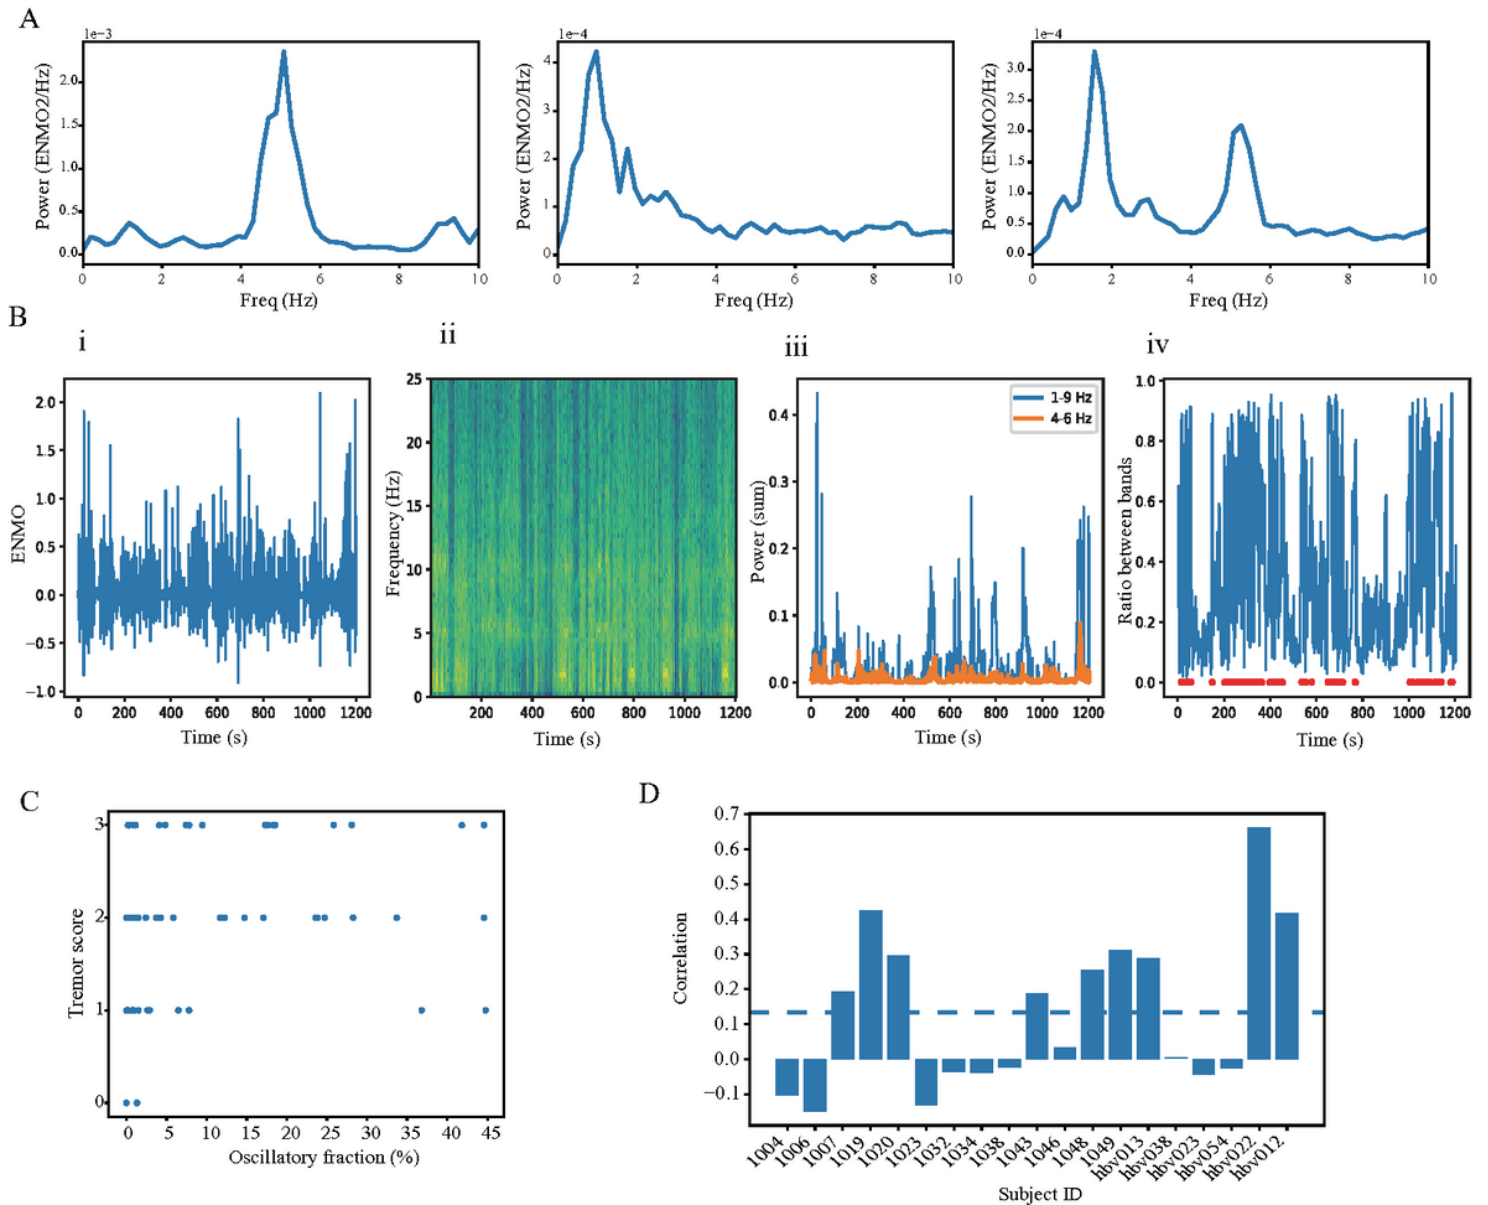 A
1e−3
1e−4
1e−4
Power (ENMO2/Hz)
2.0
1.5
1.0
0.5
0.0
0 2 4 6 8 10
Freq (Hz)
Power (ENMO2/Hz)
4
3
2
1
0
0 2 4 6 8 10
Freq (Hz)
Power (ENMO2/Hz)
3.0
2.5
2.0
1.5
1.0
0.5
0.0
0 2 4 6 8 10
Freq (Hz)
B
i
ENMO
2.0
1.5
1.0
0.5
0.0
−0.5
−1.0
0 200 400 600 800 1000 1200
Time (s)
ii
Frequency (Hz)
25
20
15
10
5
0
200 400 600 800 1000 1200
Time (s)
iii
1-9 Hz
4-6 Hz
Power (sum)
0.4
0.3
0.2
0.1
0.0
0 200 400 600 800 1000 1200
Time (s)
iv
Ratio between bands
1.0
0.8
0.6
0.4
0.2
0.0
0 200 400 600 800 1000 1200
Time (s)
C
Tremor score
3
2
1
0
0 5 10 15 20 25 30 35 40 45
Oscillatory fraction (%)
D
Correlation
0.7
0.6
0.5
0.4
0.3
0.2
0.1
0.0
−0.1
1004 1006 1007 1019 1020 1023 1032 1034 1038 1043 1046 1048 1049 hbv013 hbv038 hbv023 hbv054 hbv022 hbv012
Subject ID